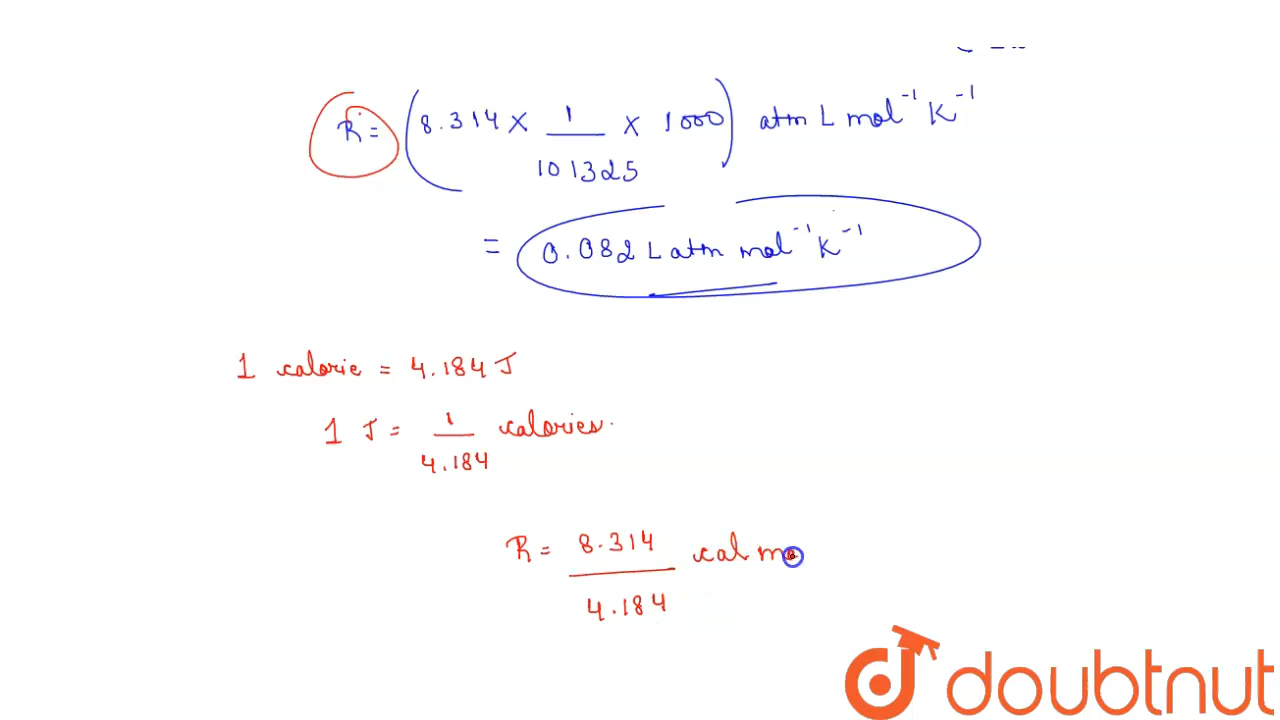 R = (8.314 × 1/101325 × 1000) atm L mol⁻¹ K⁻¹
= 0.082 L atm mol⁻¹ K⁻¹
1 calorie = 4.184 J
1 J = 1/4.184 calories.
R = 8.314/4.184 cal mo
doubtnut